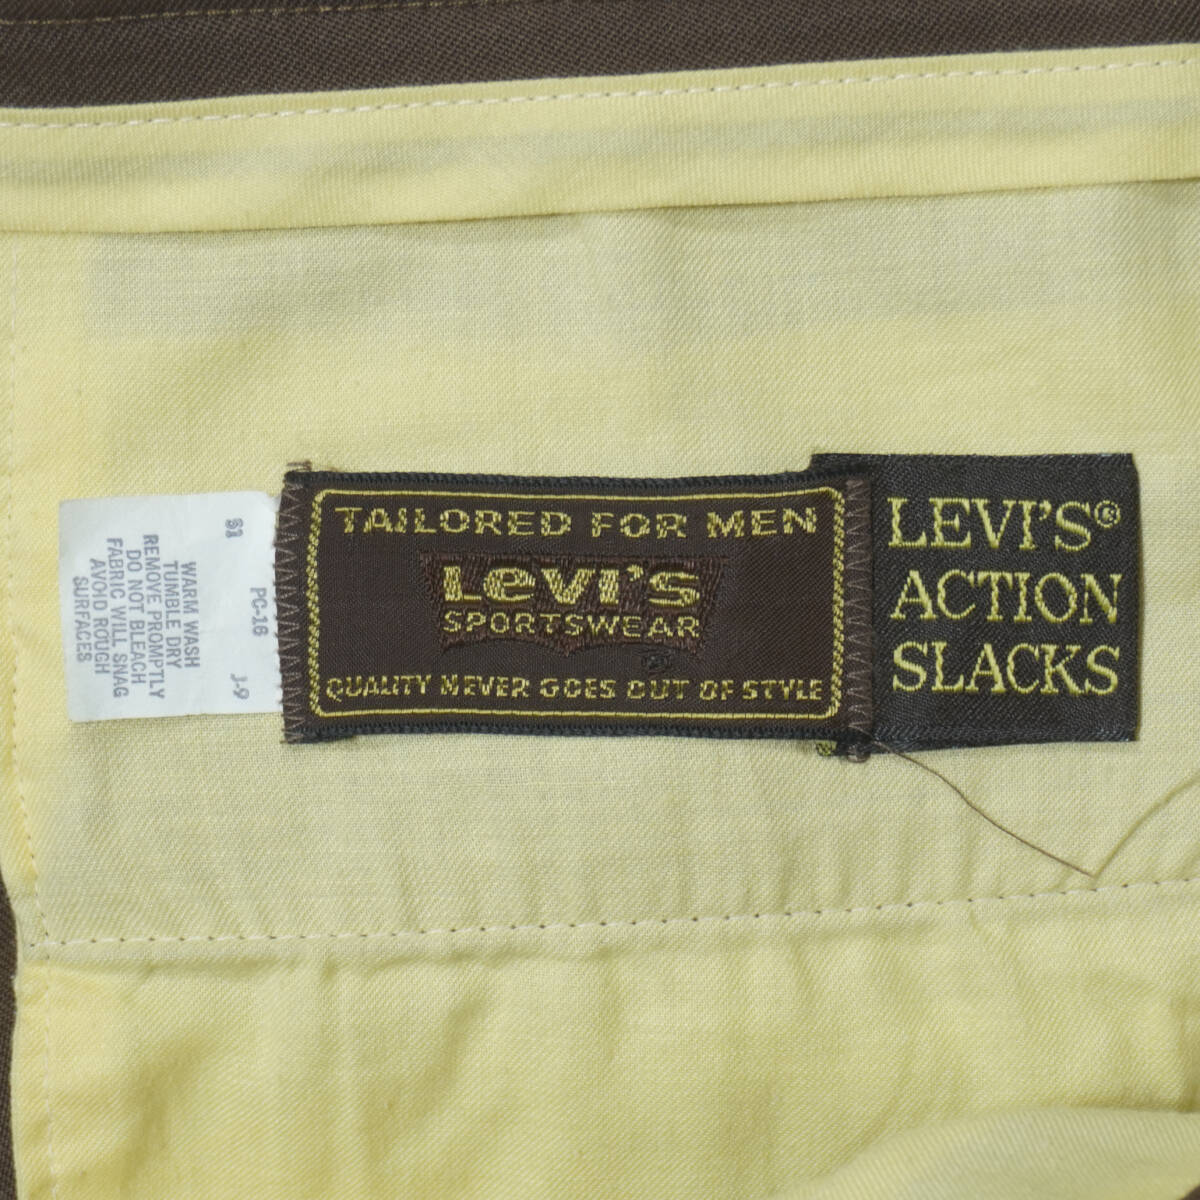 S1
PC-16
J-9
WARM WASH
TUMBLE DRY
REMOVE PROMPTLY
DO NOT BLEACH
FABRIC WILL SNAG
AVOID ROUGH
SURFACES
TAILORED FOR MEN
LeVI'S
SPORTSWEAR
®
QUALITY NEVER GOES OUT OF STYLE
LEVI'S®
ACTION
SLACKS